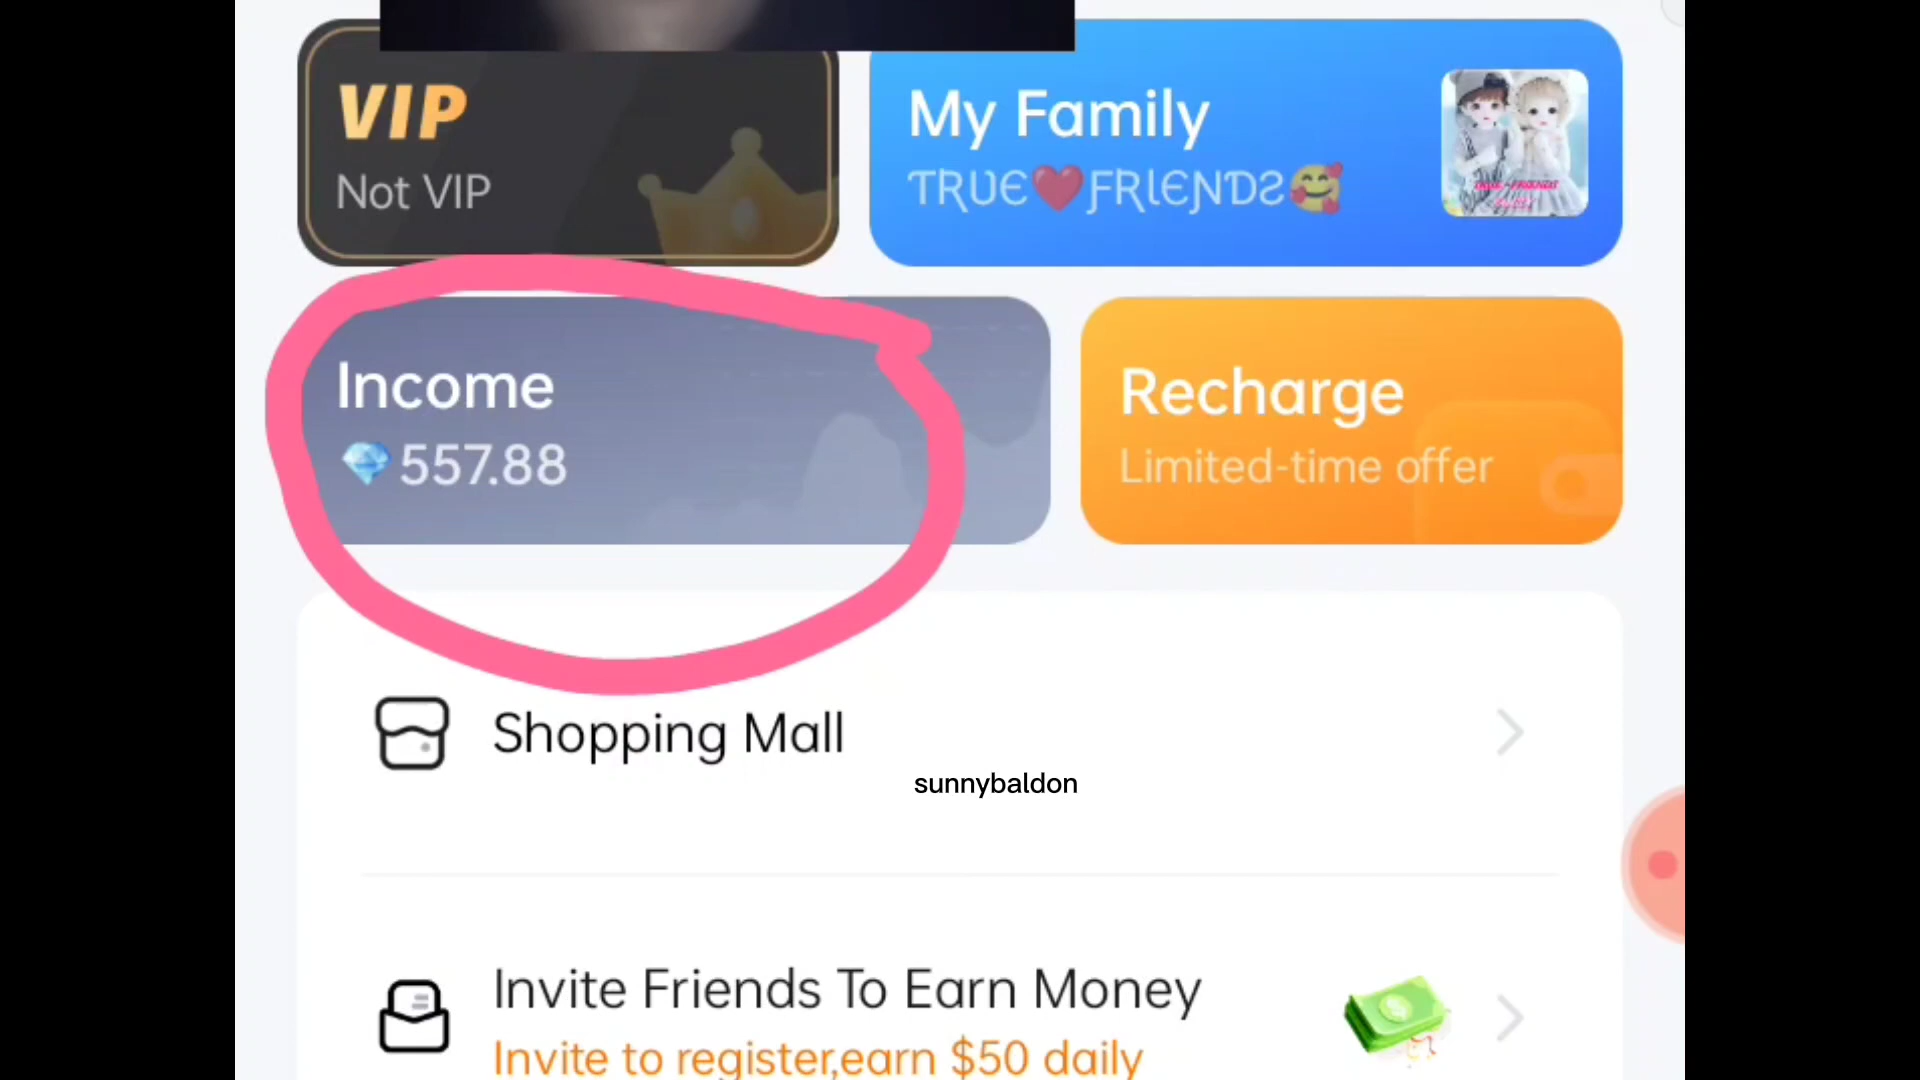 VIP
Not VIP
My Family
TRUE❤️FRIENDS🥰
Income
💎557.88
Recharge
Limited-time offer
Shopping Mall
sunnybaldon
Invite Friends To Earn Money
Invite to register,earn $50 daily